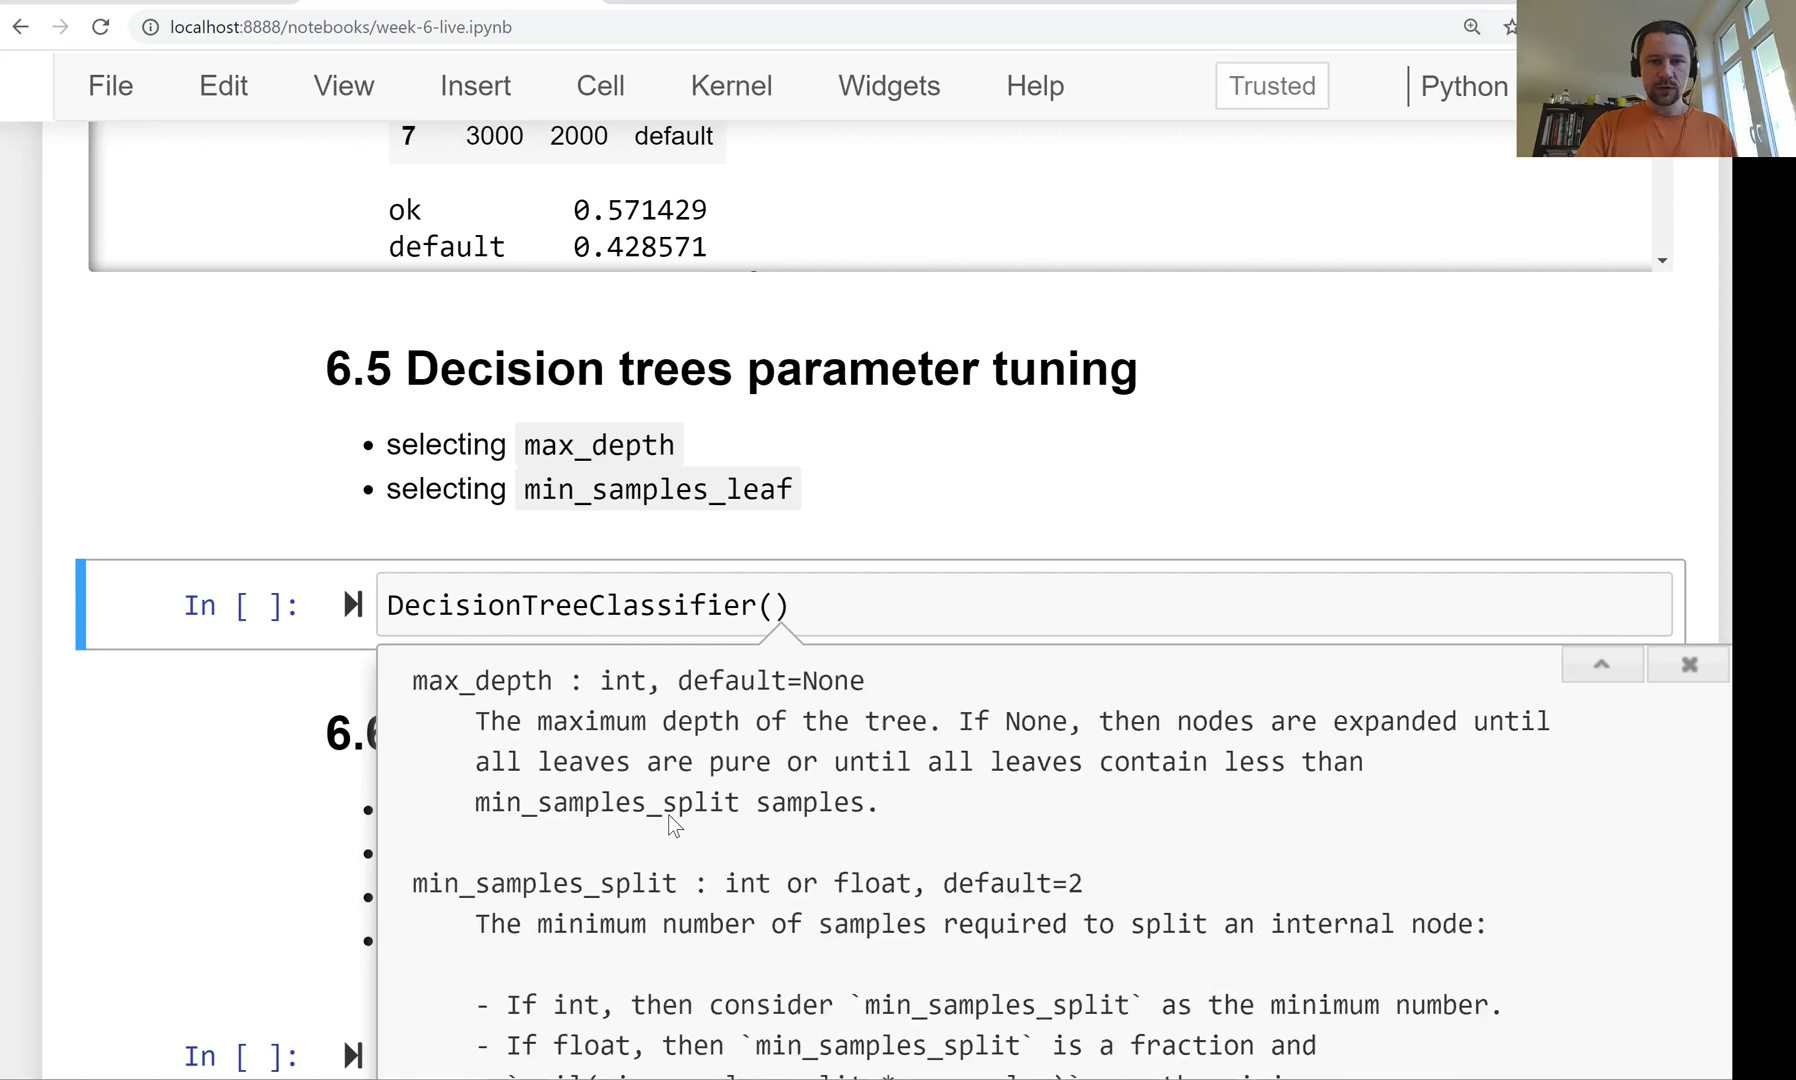 localhost:8888/notebooks/week-6-live.ipynb
File Edit View Insert Cell Kernel Widgets Help Trusted Python
7 3000 2000 default
ok 0.571429
default 0.428571
6.5 Decision trees parameter tuning
• selecting max_depth
• selecting min_samples_leaf
In [ ]: DecisionTreeClassifier()
max_depth : int, default=None
The maximum depth of the tree. If None, then nodes are expanded until
all leaves are pure or until all leaves contain less than
min_samples_split samples.
min_samples_split : int or float, default=2
The minimum number of samples required to split an internal node:
- If int, then consider `min_samples_split` as the minimum number.
- If float, then `min_samples_split` is a fraction and
In [ ]: